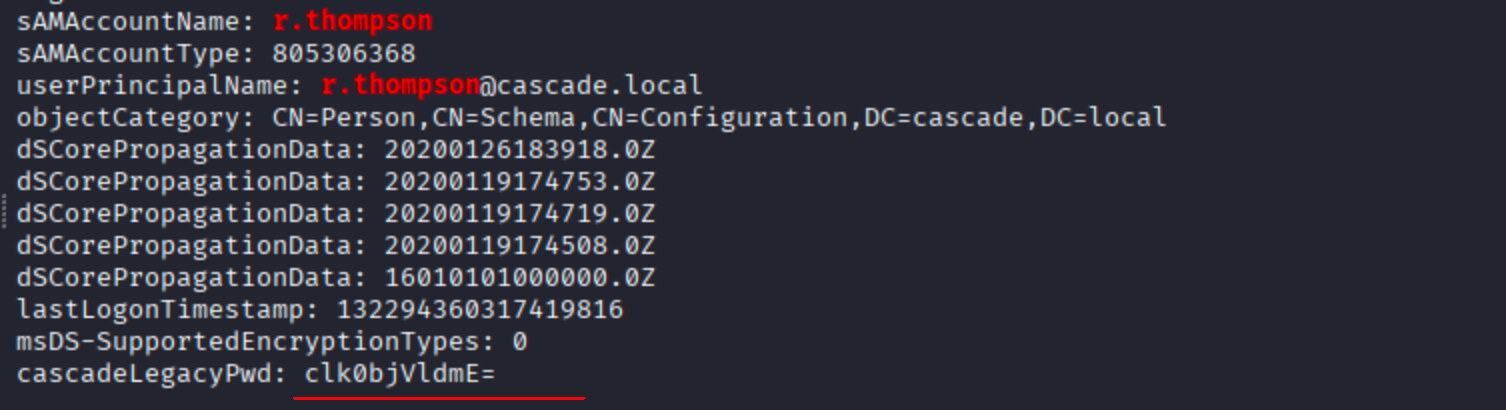 sAMAccountName: r.thompson
sAMAccountType: 805306368
userPrincipalName: r.thompson@cascade.local
objectCategory: CN=Person,CN=Schema,CN=Configuration,DC=cascade,DC=local
dSCorePropagationData: 20200126183918.0Z
dSCorePropagationData: 20200119174753.0Z
dSCorePropagationData: 20200119174719.0Z
dSCorePropagationData: 20200119174508.0Z
dSCorePropagationData: 16010101000000.0Z
lastLogonTimestamp: 132294360317419816
msDS-SupportedEncryptionTypes: 0
cascadeLegacyPwd: clk0bjVldmE=